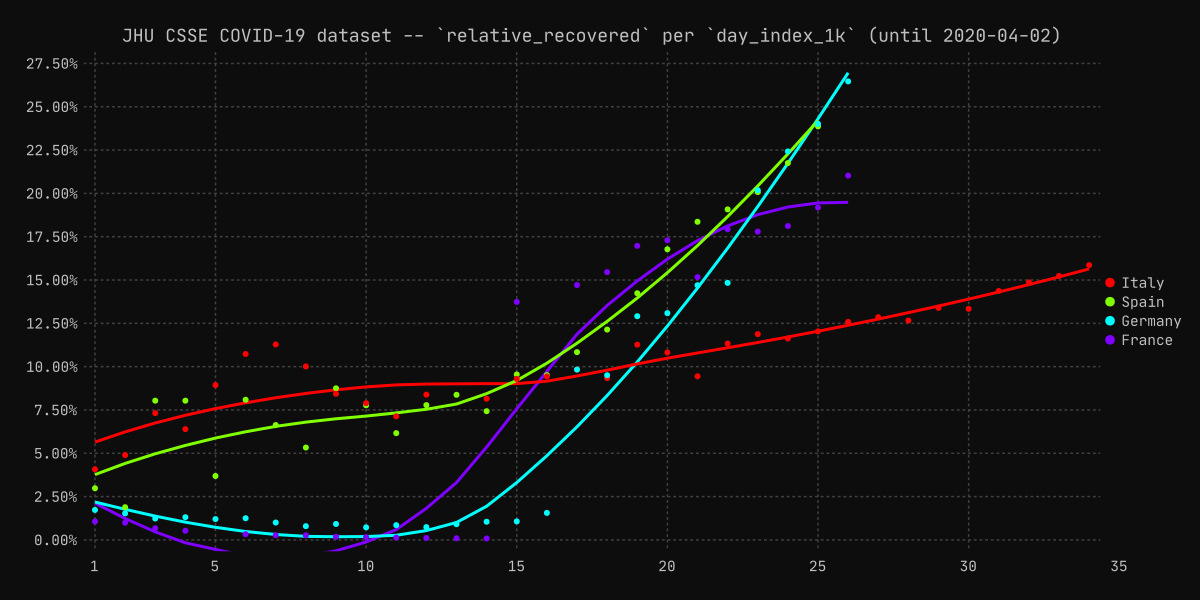 JHU CSSE COVID-19 dataset -- `relative_recovered` per `day_index_1k` (until 2020-04-02)
27.50%
25.00%
22.50%
20.00%
17.50%
15.00%
12.50%
10.00%
7.50%
5.00%
2.50%
0.00%
1 5 10 15 20 25 30 35
Italy
Spain
Germany
France